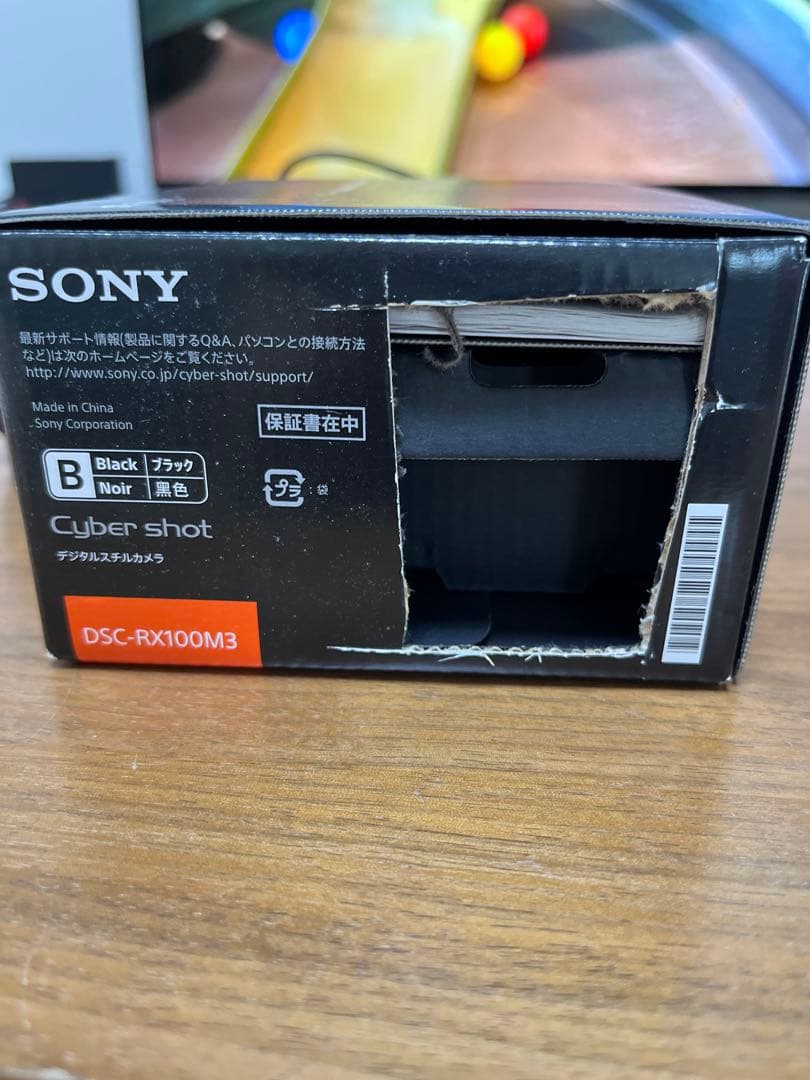 SONY
最新サポート情報(製品に関するQ&A、パソコンとの接続方法
など)は次のホームページをご覧ください。
http://www.sony.co.jp/cyber-shot/support/
Made in China
Sony Corporation
保証書在中
B
Black ブラック
Noir 黑色
プラ : 袋
Cyber-shot
デジタルスチルカメラ
DSC-RX100M3